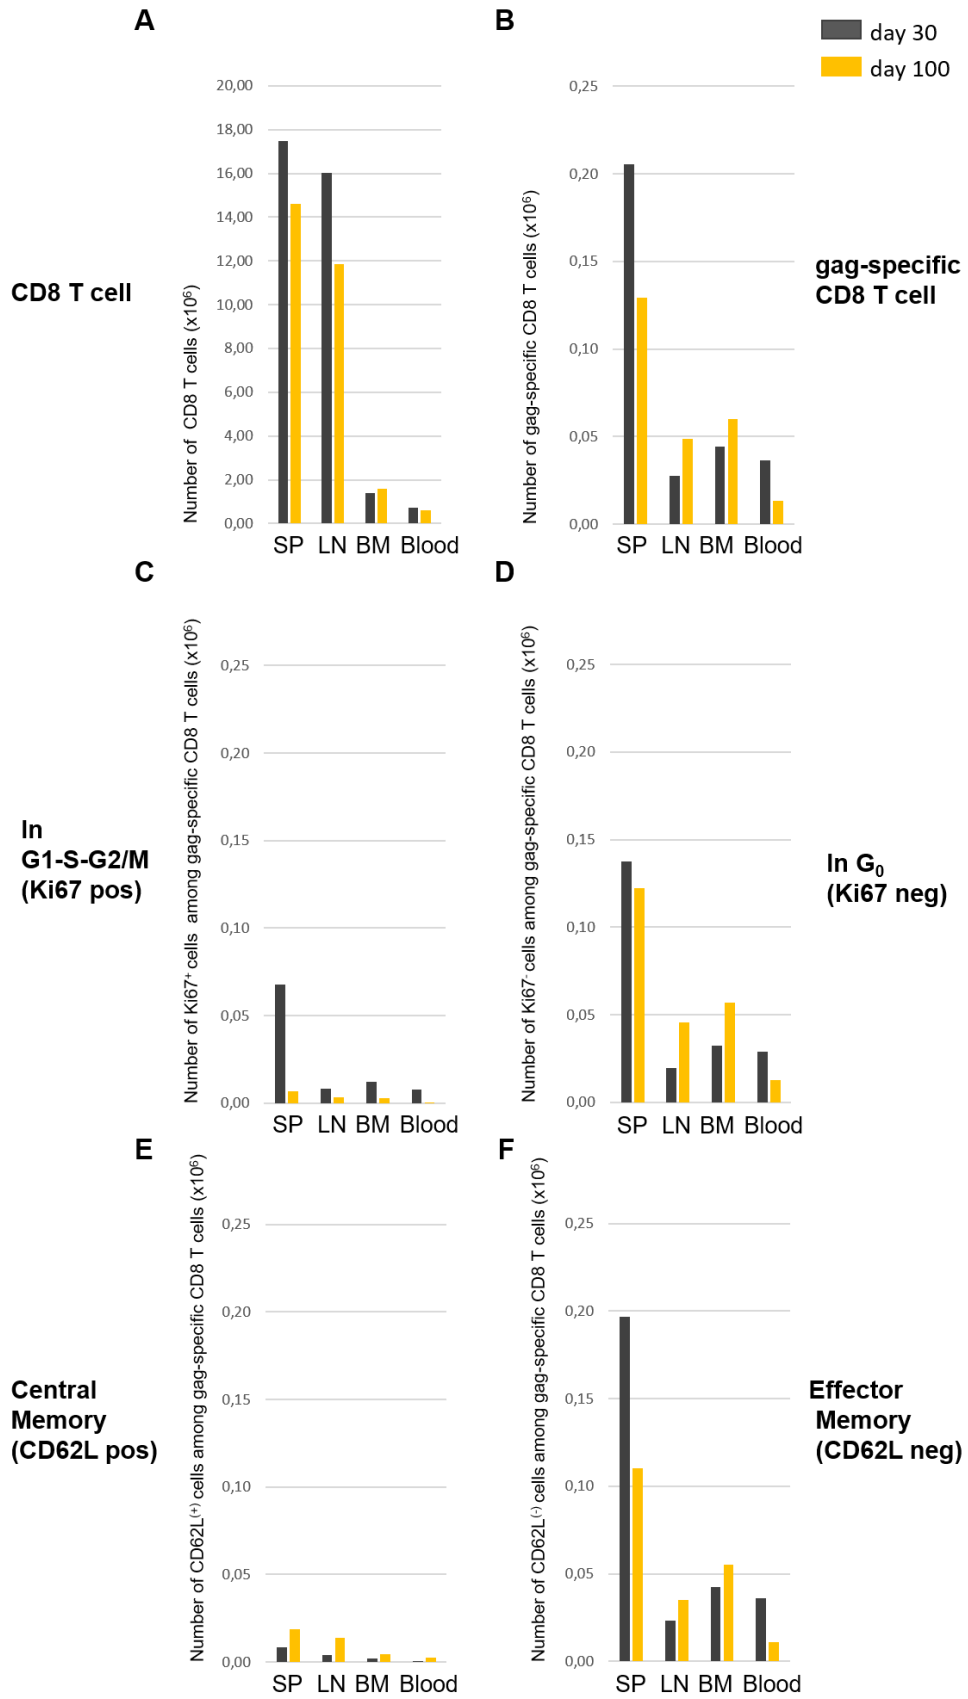 A
B
day 30
day 100
CD8 T cell
Number of CD8 T cells (x10⁶)
20,00
18,00
16,00
14,00
12,00
10,00
8,00
6,00
4,00
2,00
0,00
SP LN BM Blood
Number of gag-specific CD8 T cells (x10⁶)
0,25
0,20
0,15
0,10
0,05
0,00
SP LN BM Blood
gag-specific
CD8 T cell
C
D
In
G1-S-G2/M
(Ki67 pos)
Number of Ki67⁺ cells among gag-specific CD8 T cells (x10⁶)
0,25
0,20
0,15
0,10
0,05
0,00
SP LN BM Blood
Number of Ki67⁻ cells among gag-specific CD8 T cells (x10⁶)
0,25
0,20
0,15
0,10
0,05
0,00
SP LN BM Blood
In G₀
(Ki67 neg)
E
F
Central
Memory
(CD62L pos)
Number of CD62L⁽⁺⁾ cells among gag-specific CD8 T cells (x10⁶)
0,25
0,20
0,15
0,10
0,05
0,00
SP LN BM Blood
Number of CD62L⁽⁻⁾ cells among gag-specific CD8 T cells (x10⁶)
0,25
0,20
0,15
0,10
0,05
0,00
SP LN BM Blood
Effector
Memory
(CD62L neg)